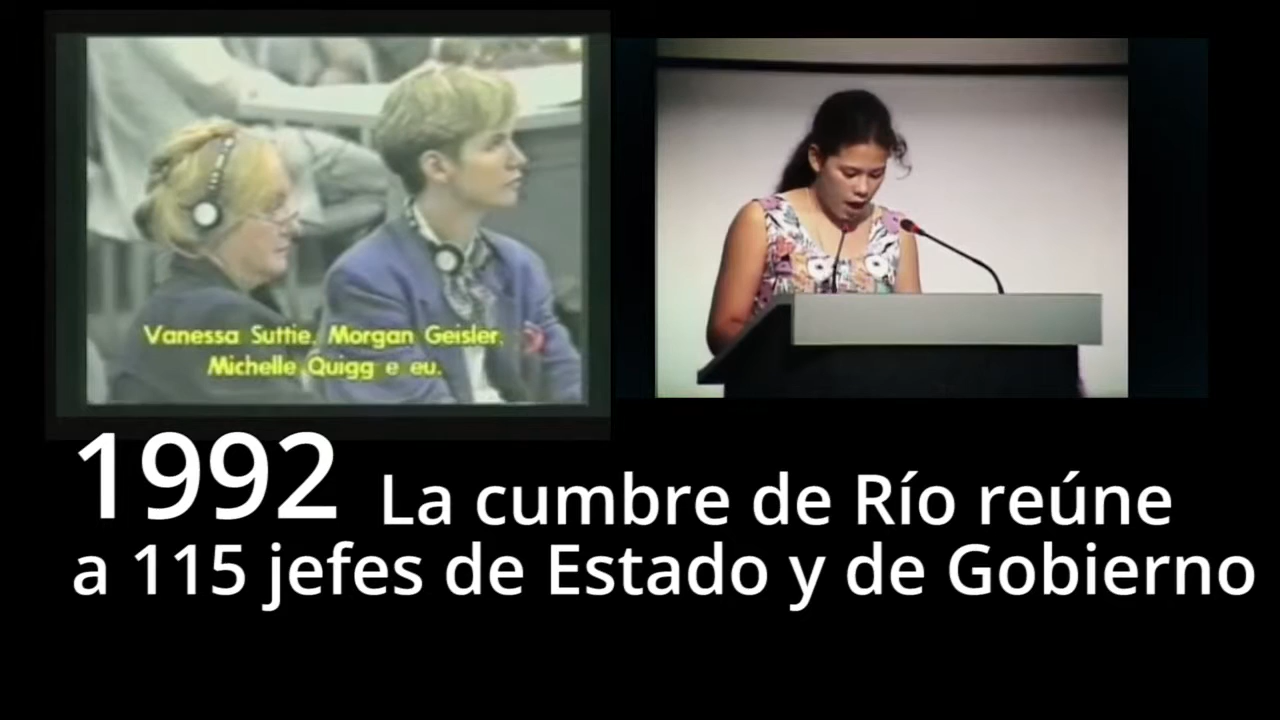 Vanessa Suttie, Morgan Geisler,
Michelle Quigg e eu.
1992 La cumbre de Río reúne
a 115 jefes de Estado y de Gobierno